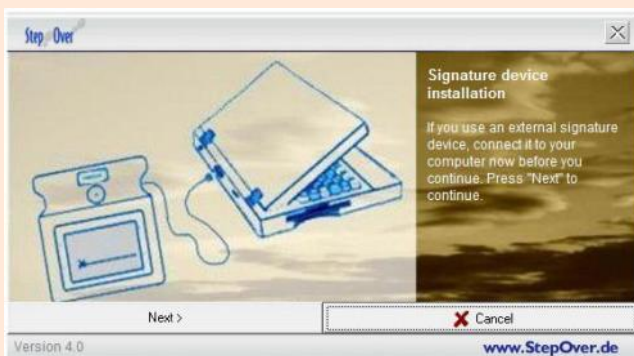 Step Over
Signature device
installation
If you use an external signature
device, connect it to your
computer now before you
continue. Press "Next" to
continue.
Next >
Cancel
Version 4.0
www.StepOver.de